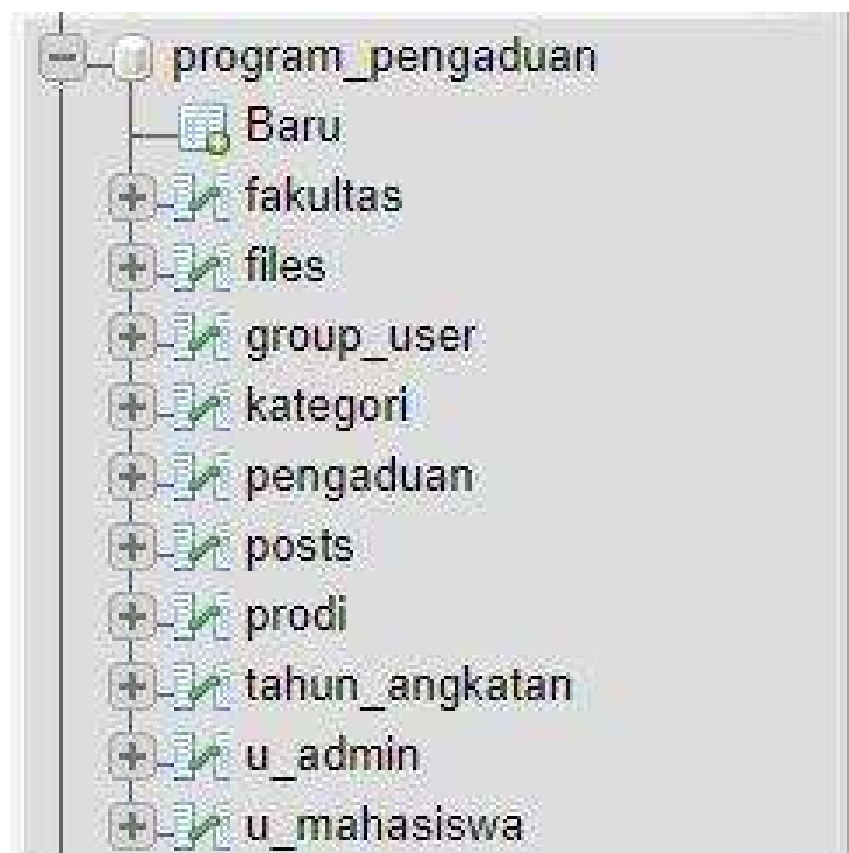 program_pengaduan
Baru
fakultas
files
group_user
kategori
pengaduan
posts
prodi
tahun_angkatan
u_admin
u_mahasiswa